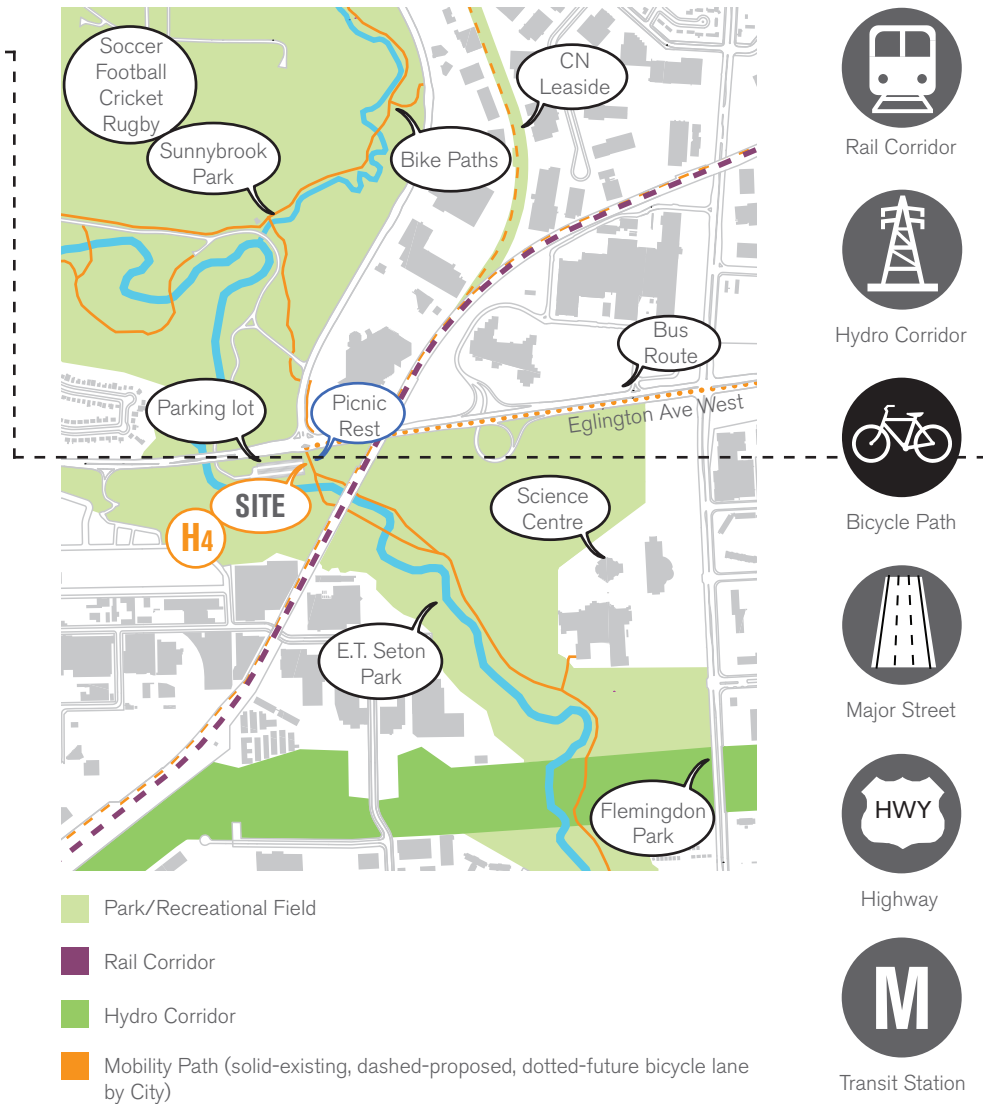 Soccer
Football
Cricket
Rugby
Sunnybrook
Park
Bike Paths
CN
Leaside
Bus
Route
Eglington Ave West
Parking lot
Picnic
Rest
SITE
H4
Science
Centre
E.T. Seton
Park
Flemingdon
Park
Park/Recreational Field
Rail Corridor
Hydro Corridor
Mobility Path (solid-existing, dashed-proposed, dotted-future bicycle lane
by City)
Rail Corridor
Hydro Corridor
Bicycle Path
Major Street
HWY
Highway
M
Transit Station